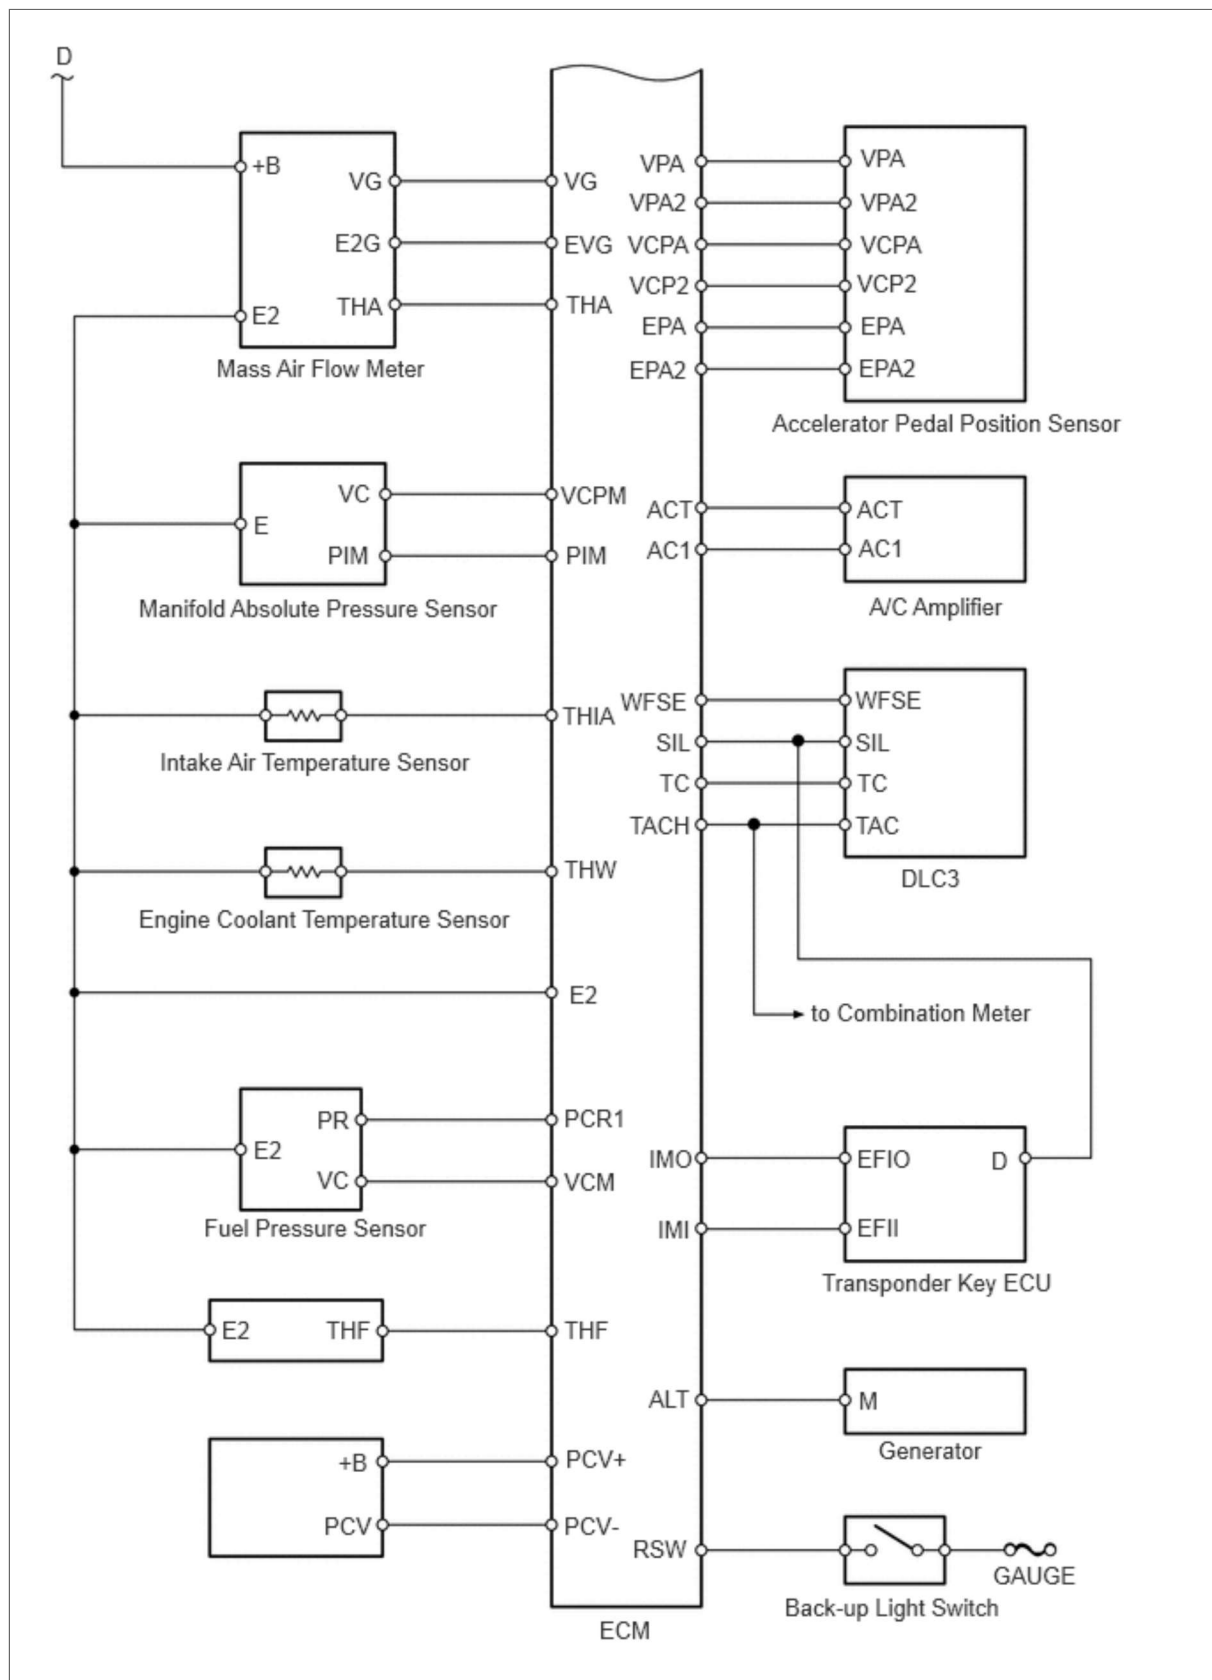 D
+B
VG
E2G
THA
E2
Mass Air Flow Meter
VC
E
PIM
Manifold Absolute Pressure Sensor
Intake Air Temperature Sensor
Engine Coolant Temperature Sensor
PR
E2
VC
Fuel Pressure Sensor
E2
THF
+B
PCV
VG
EVG
THA
VCPM
PIM
THIA
THW
E2
PCR1
VCM
THF
PCV+
PCV-
VPA
VPA2
VCPA
VCP2
EPA
EPA2
ACT
AC1
WFSE
SIL
TC
TACH
IMO
IMI
ALT
RSW
ECM
VPA
VPA2
VCPA
VCP2
EPA
EPA2
Accelerator Pedal Position Sensor
ACT
AC1
A/C Amplifier
WFSE
SIL
TC
TAC
DLC3
to Combination Meter
EFIO
D
EFII
Transponder Key ECU
M
Generator
GAUGE
Back-up Light Switch